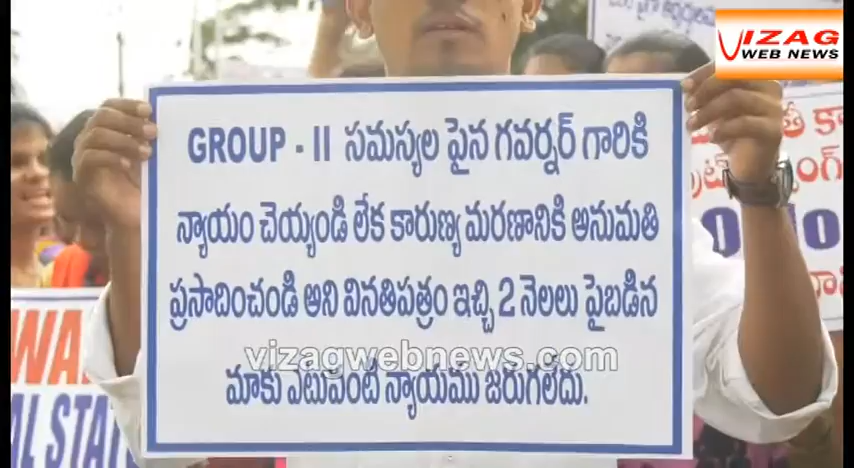 VIZAG
WEB NEWS
GROUP - II సమస్యల పైన గవర్నర్ గారికి
న్యాయం చెయ్యండి లేక కారుణ్య మరణానికి అనుమతి
ప్రసాదించండి అని వినతిపత్రం ఇచ్చి 2 నెలలు పైబడిన
vizagwebnews.com
మాకు ఎటువంటి న్యాయము జరుగలేదు.